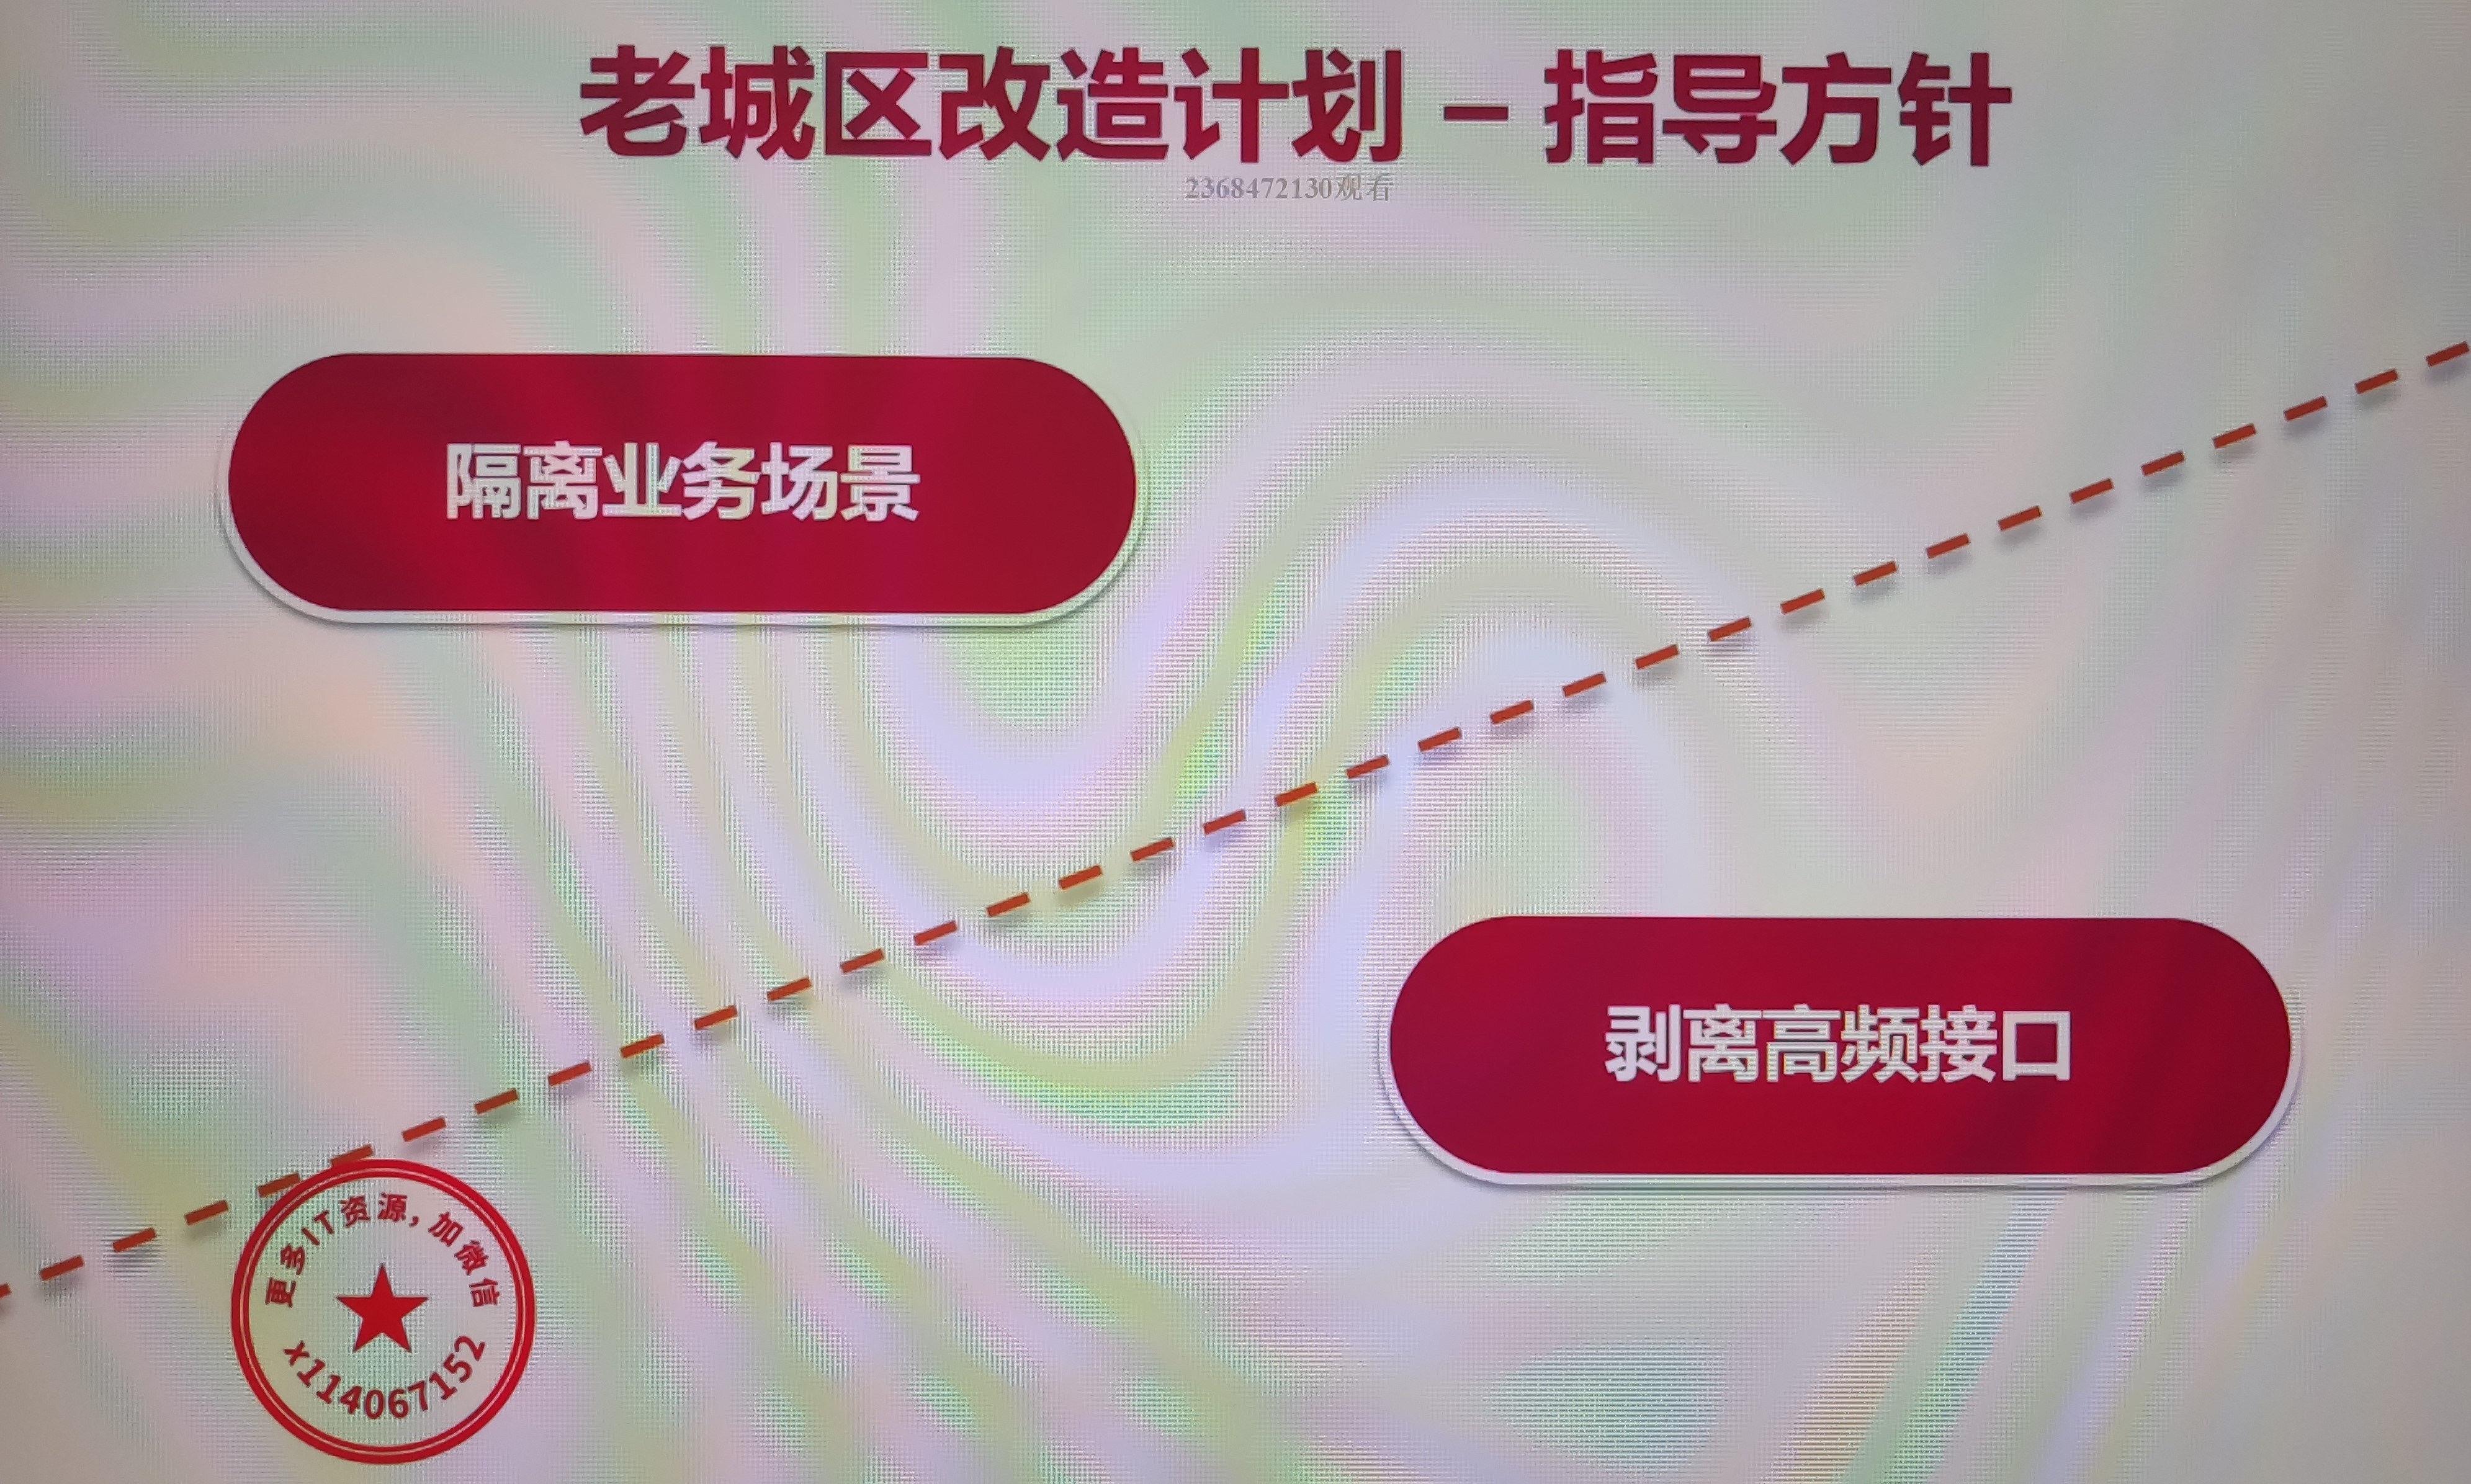 老城区改造计划 – 指导方针
2368472130观看
隔离业务场景
剥离高频接口
更多IT资源，加微信
x114067152